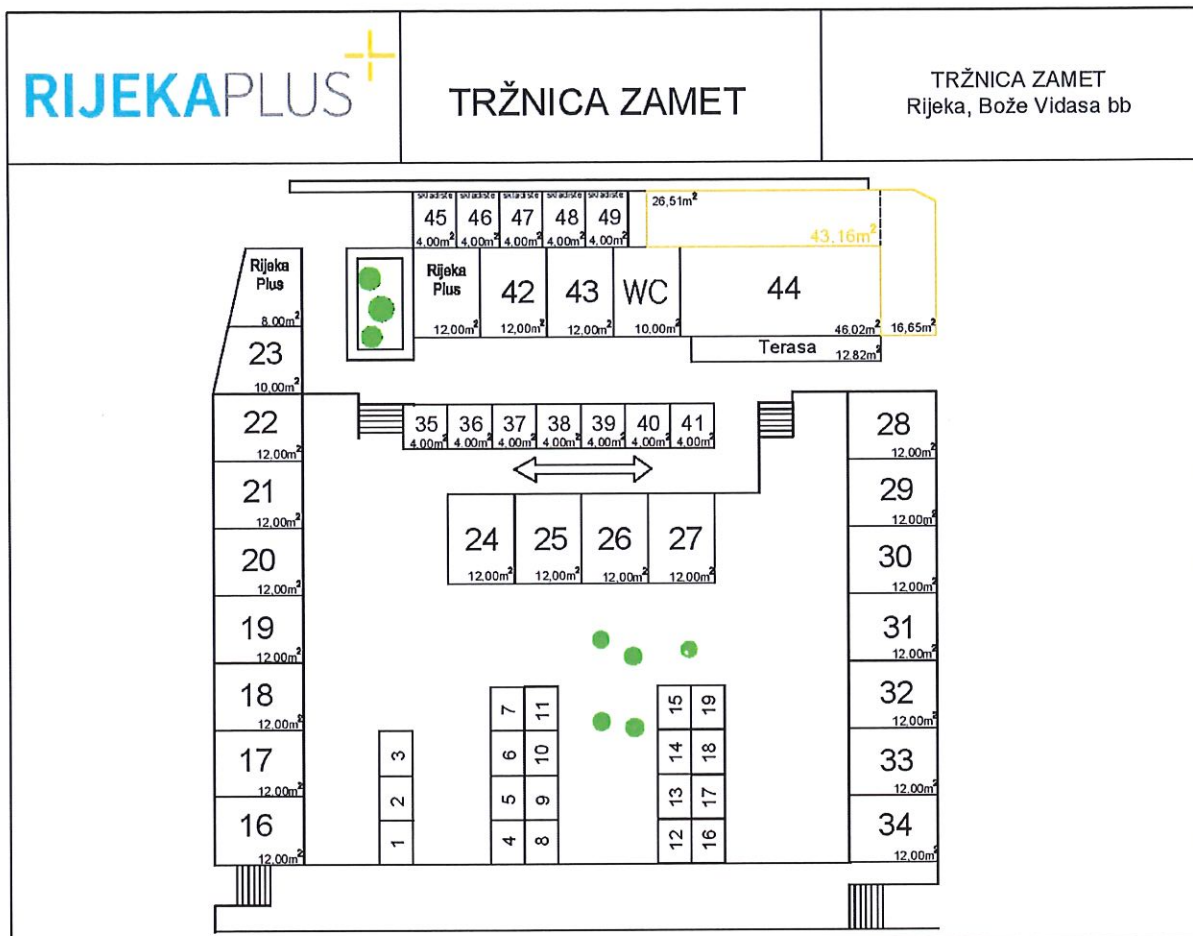 RIJEKAPLUS
TRŽNICA ZAMET
TRŽNICA ZAMET
Rijeka, Bože Vidasa bb
skladište skladište skladište skladište skladište
45 46 47 48 49
4,00m² 4,00m² 4,00m² 4,00m² 4,00m²
26,51m²
43.16m²
Rijeka
Plus
8,00m²
Rijeka
Plus
12,00m²
42
12,00m²
43
12,00m²
WC
10,00m²
44
46,02m²
16,65m²
Terasa
12.82m²
23
10,00m²
22
12,00m²
21
12,00m²
20
12,00m²
19
12,00m²
18
12,00m²
17
12,00m²
16
12,00m²
35 36 37 38 39 40 41
4,00m² 4,00m² 4,00m² 4,00m² 4,00m² 4,00m² 4,00m²
24 25 26 27
12,00m² 12,00m² 12,00m² 12,00m²
28
12,00m²
29
12,00m²
30
12,00m²
31
12,00m²
32
12,00m²
33
12,00m²
34
12,00m²
3
2
1
7 11
6 10
5 9
4 8
15 19
14 18
13 17
12 16